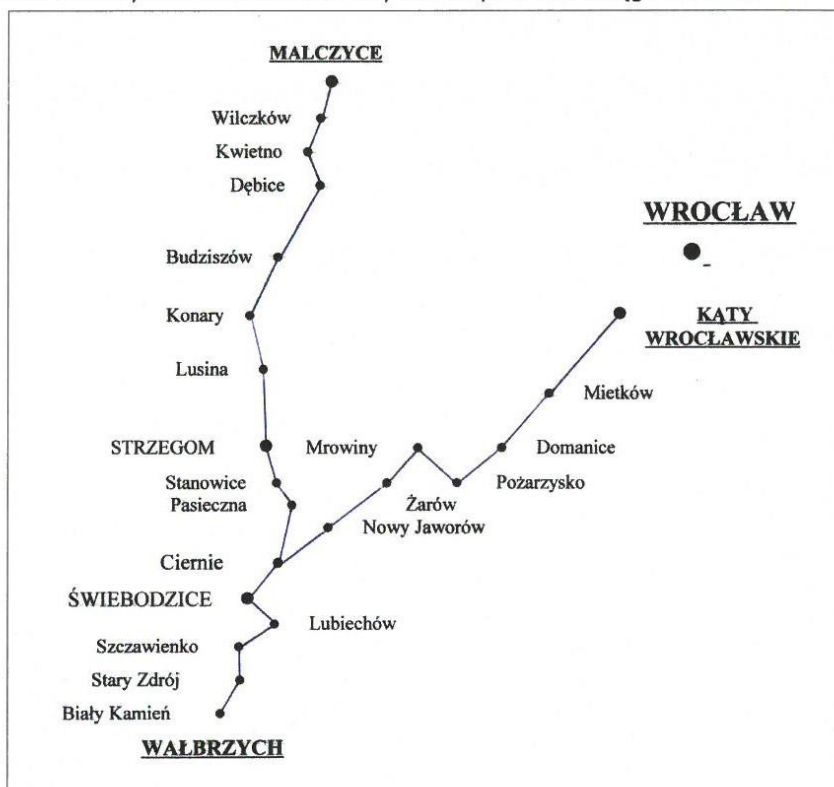 MALCZYCE
Wilczków
Kwietno
Dębice
WROCŁAW
Budziszów
Konary
KĄTY
WROCŁAWSKIE
Lusina
Mietków
STRZEGOM
Mrowiny
Domanice
Stanowice
Pasieczna
Żarów
Pożarzysko
Nowy Jaworów
Ciernie
ŚWIEBODZICE
Lubiechów
Szczawienko
Stary Zdrój
Biały Kamień
WAŁBRZYCH